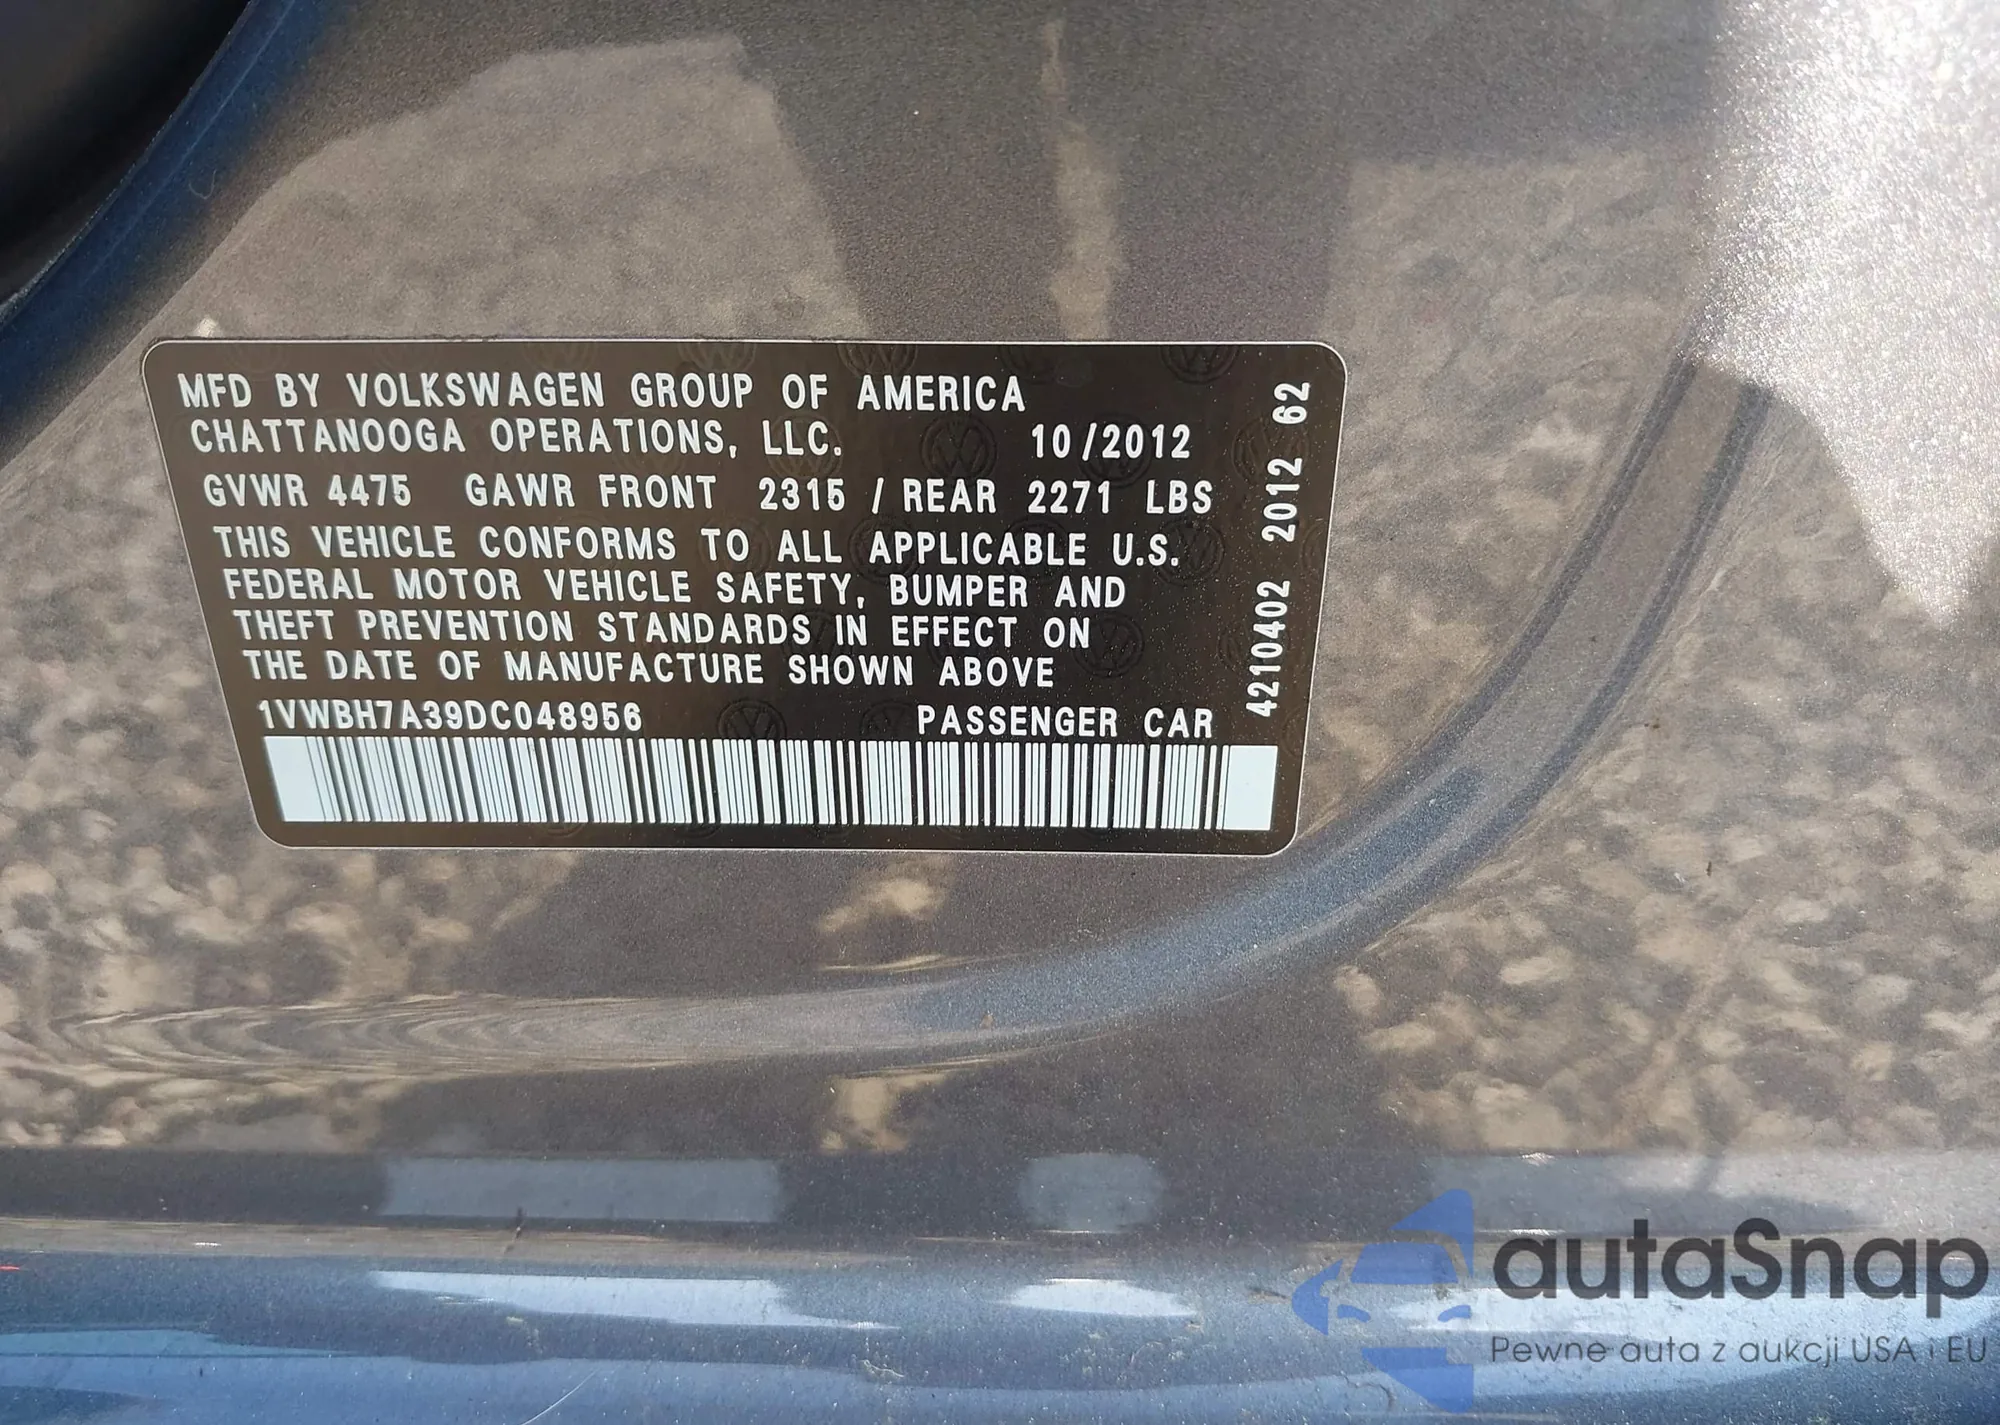 MFD BY VOLKSWAGEN GROUP OF AMERICA
CHATTANOOGA OPERATIONS, LLC. 10/2012
GVWR 4475 GAWR FRONT 2315 / REAR 2271 LBS
THIS VEHICLE CONFORMS TO ALL APPLICABLE U.S.
FEDERAL MOTOR VEHICLE SAFETY, BUMPER AND
THEFT PREVENTION STANDARDS IN EFFECT ON
THE DATE OF MANUFACTURE SHOWN ABOVE
1VWBH7A39DC048956 PASSENGER CAR
4210402 2012 62
autaSnap
Pewne auta z aukcji USA i EU